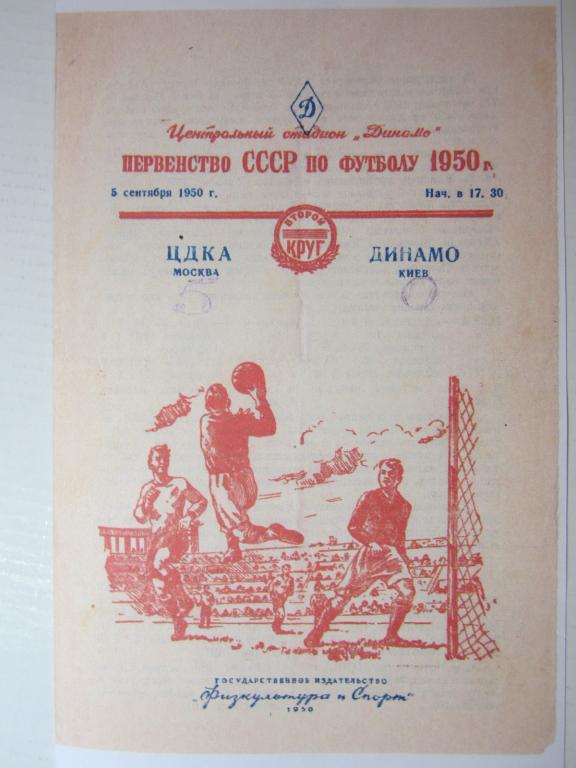 Д
Центральный стадион „Динамо"
ПЕРВЕНСТВО СССР ПО ФУТБОЛУ 1950 г.
5 сентября 1950 г. Нач. в 17. 30
ВТОРОЙ
КРУГ
ЦДКА ДИНАМО
МОСКВА КИЕВ
5 0
ГОСУДАРСТВЕННОЕ ИЗДАТЕЛЬСТВО
„Физкультура и Спорт"
1950